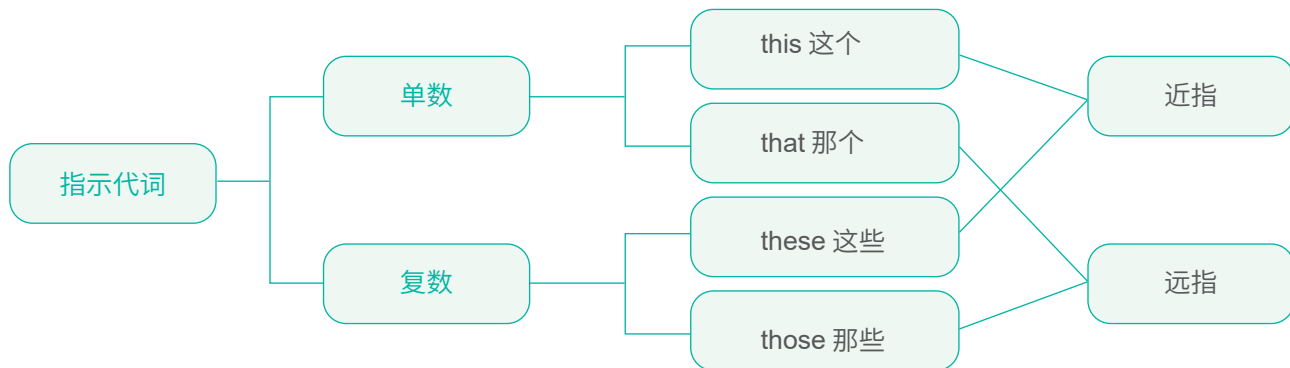 指示代词
单数
复数
this 这个
that 那个
these 这些
those 那些
近指
远指